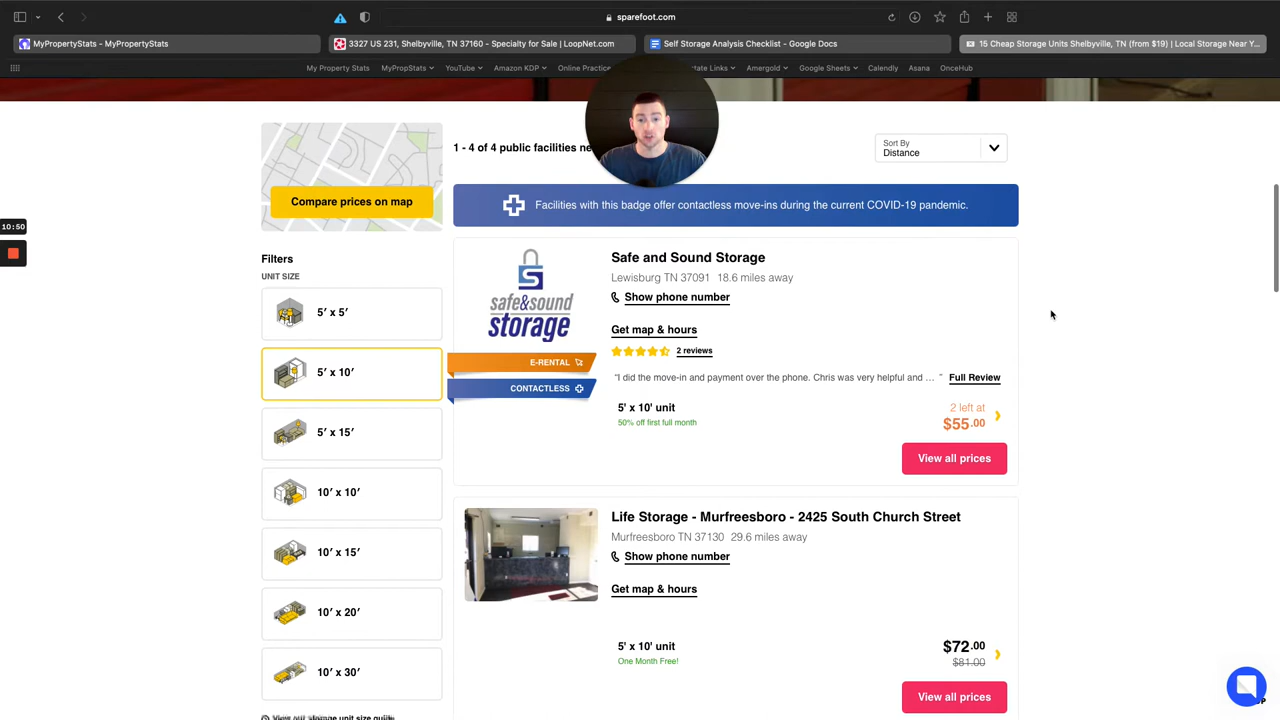 sparefoot.com
MyPropertyStats - MyPropertyStats
3327 US 231, Shelbyville, TN 37160 - Specialty for Sale | LoopNet.com
Self Storage Analysis Checklist - Google Docs
15 Cheap Storage Units Shelbyville, TN (from $19) | Local Storage Near Y...
My Property Stats
MyPropStats
YouTube
Amazon KDP
Online Practice
Links
Amergold
Google Sheets
Calendly
Asana
OnceHub
Compare prices on map
1 - 4 of 4 public facilities
Sort By
Distance
Facilities with this badge offer contactless move-ins during the current COVID-19 pandemic.
10:50
Filters
UNIT SIZE
5′ x 5′
5′ x 10′
5′ x 15′
10′ x 10′
10′ x 15′
10′ x 20′
10′ x 30′
safe&sound
storage
E-RENTAL
CONTACTLESS
Safe and Sound Storage
Lewisburg TN 37091 18.6 miles away
Show phone number
Get map & hours
2 reviews
“I did the move-in and payment over the phone. Chris was very helpful and ... ” Full Review
5' x 10' unit
50% off first full month
2 left at
$55.00
View all prices
Life Storage - Murfreesboro - 2425 South Church Street
Murfreesboro TN 37130 29.6 miles away
Show phone number
Get map & hours
5' x 10' unit
One Month Free!
$72.00
$81.00
View all prices